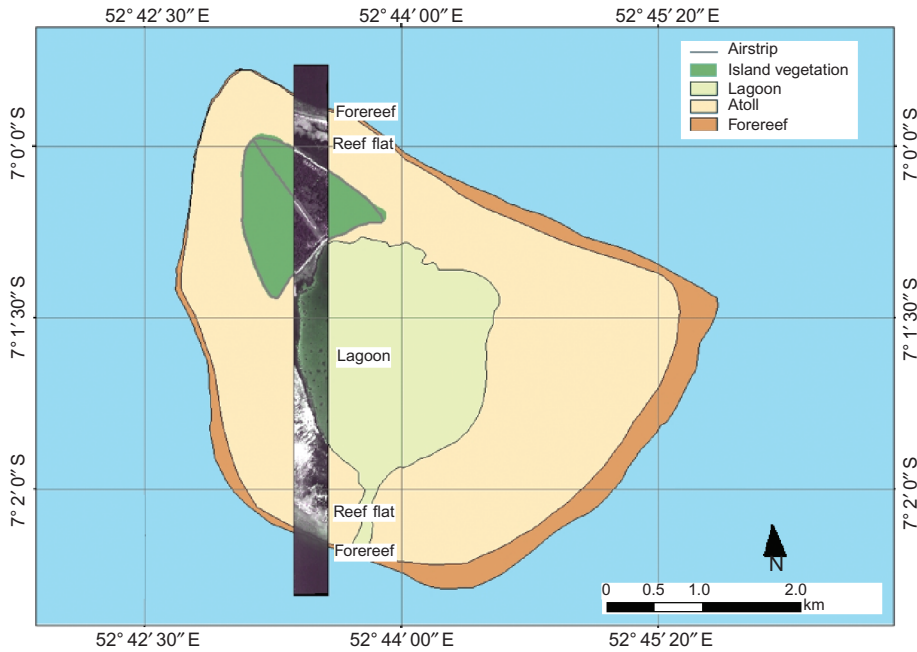 52° 42′ 30″ E 52° 44′ 00″ E 52° 45′ 20″ E
Airstrip
Island vegetation
Lagoon
Atoll
Forereef
Forereef
Reef flat
7° 0′ 0″ S
7° 0′ 0″ S
7° 1′ 30″ S
7° 1′ 30″ S
Lagoon
7° 2′ 0″ S
7° 2′ 0″ S
Reef flat
Forereef
N
0 0.5 1.0 2.0
km
52° 42′ 30″ E 52° 44′ 00″ E 52° 45′ 20″ E